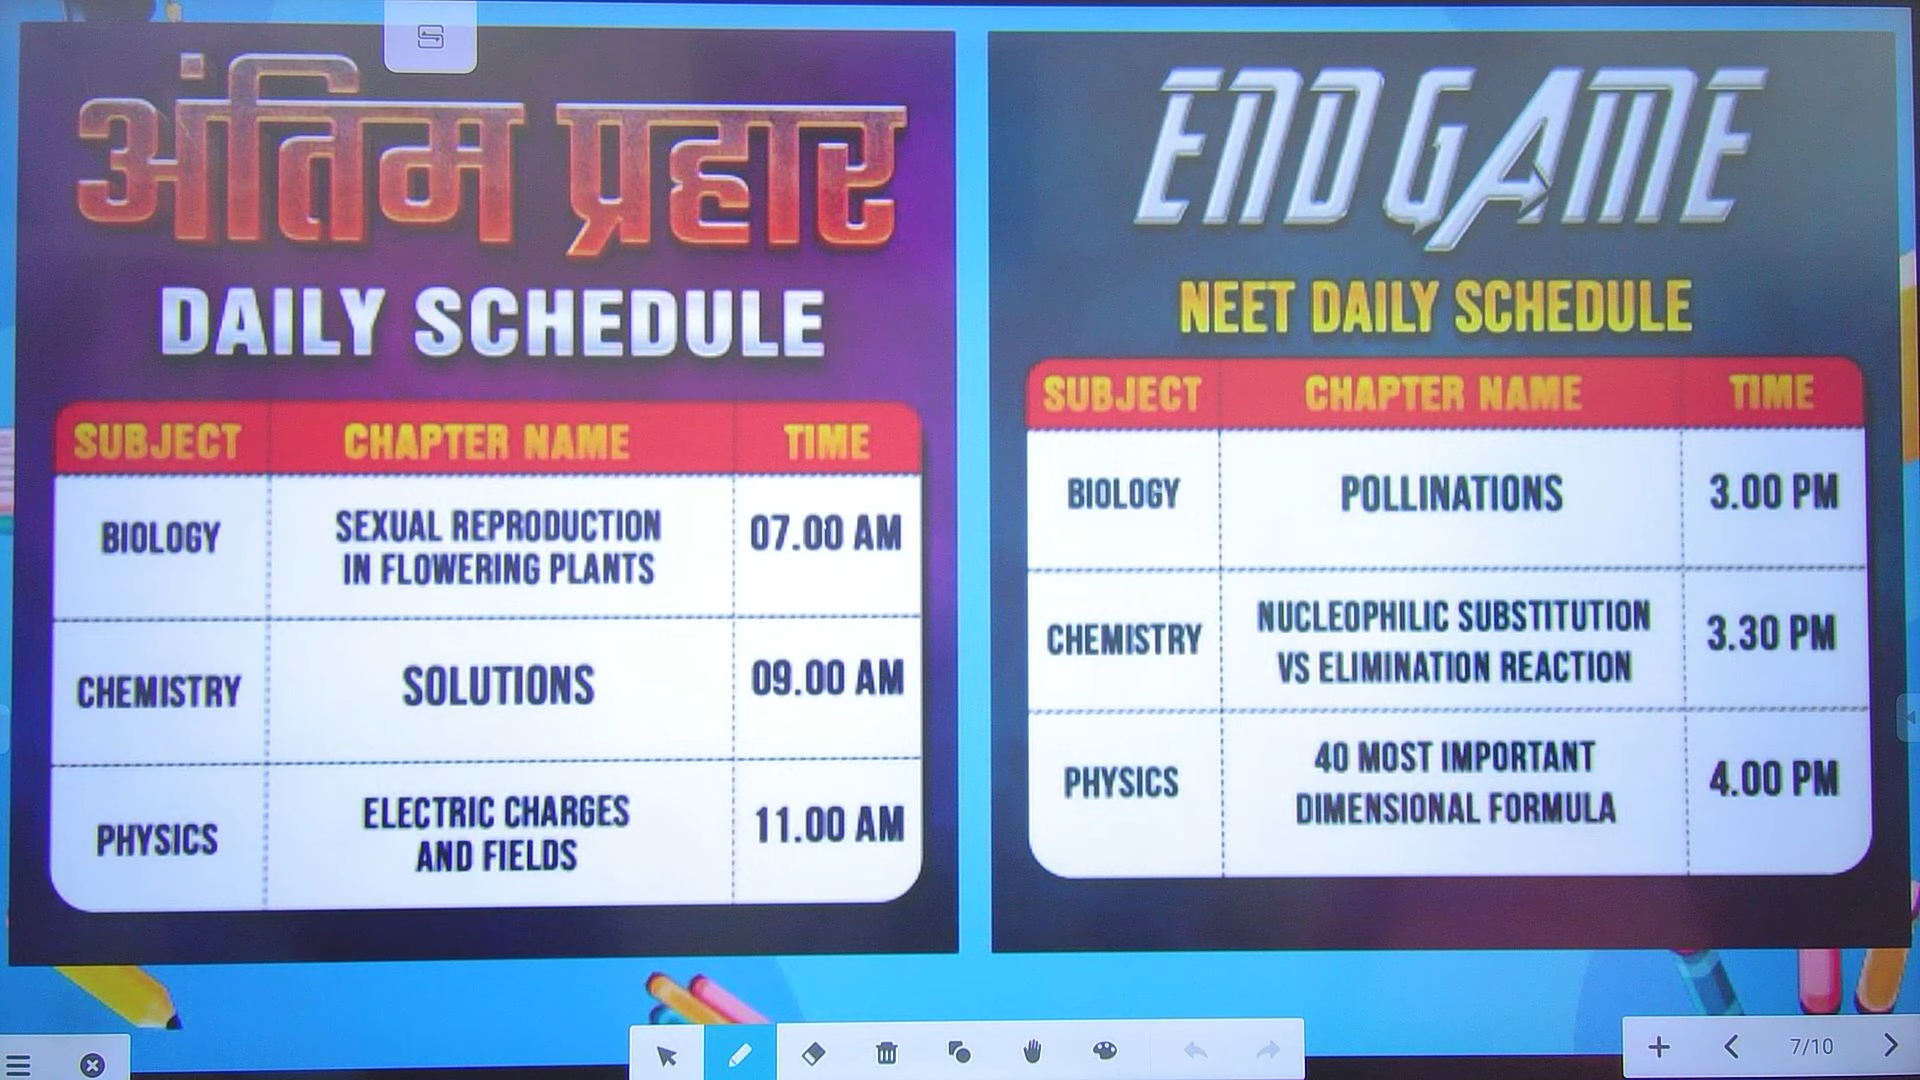 अंतिम प्रहार
DAILY SCHEDULE
SUBJECT CHAPTER NAME TIME
BIOLOGY SEXUAL REPRODUCTION IN FLOWERING PLANTS 07.00 AM
CHEMISTRY SOLUTIONS 09.00 AM
PHYSICS ELECTRIC CHARGES AND FIELDS 11.00 AM
END GAME
NEET DAILY SCHEDULE
SUBJECT CHAPTER NAME TIME
BIOLOGY POLLINATIONS 3.00 PM
CHEMISTRY NUCLEOPHILIC SUBSTITUTION VS ELIMINATION REACTION 3.30 PM
PHYSICS 40 MOST IMPORTANT DIMENSIONAL FORMULA 4.00 PM
7/10